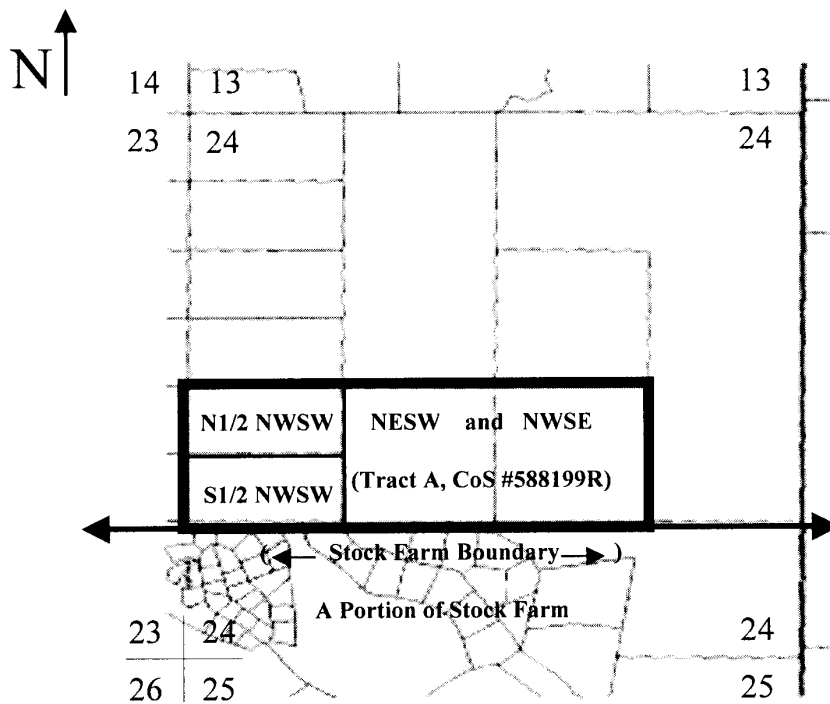 N
14 13
13
23 24
24
N1/2 NWSW
NESW and NWSE
S1/2 NWSW
(Tract A, CoS #588199R)
( Stock Farm Boundary )
A Portion of Stock Farm
23 24
24
26 25
25